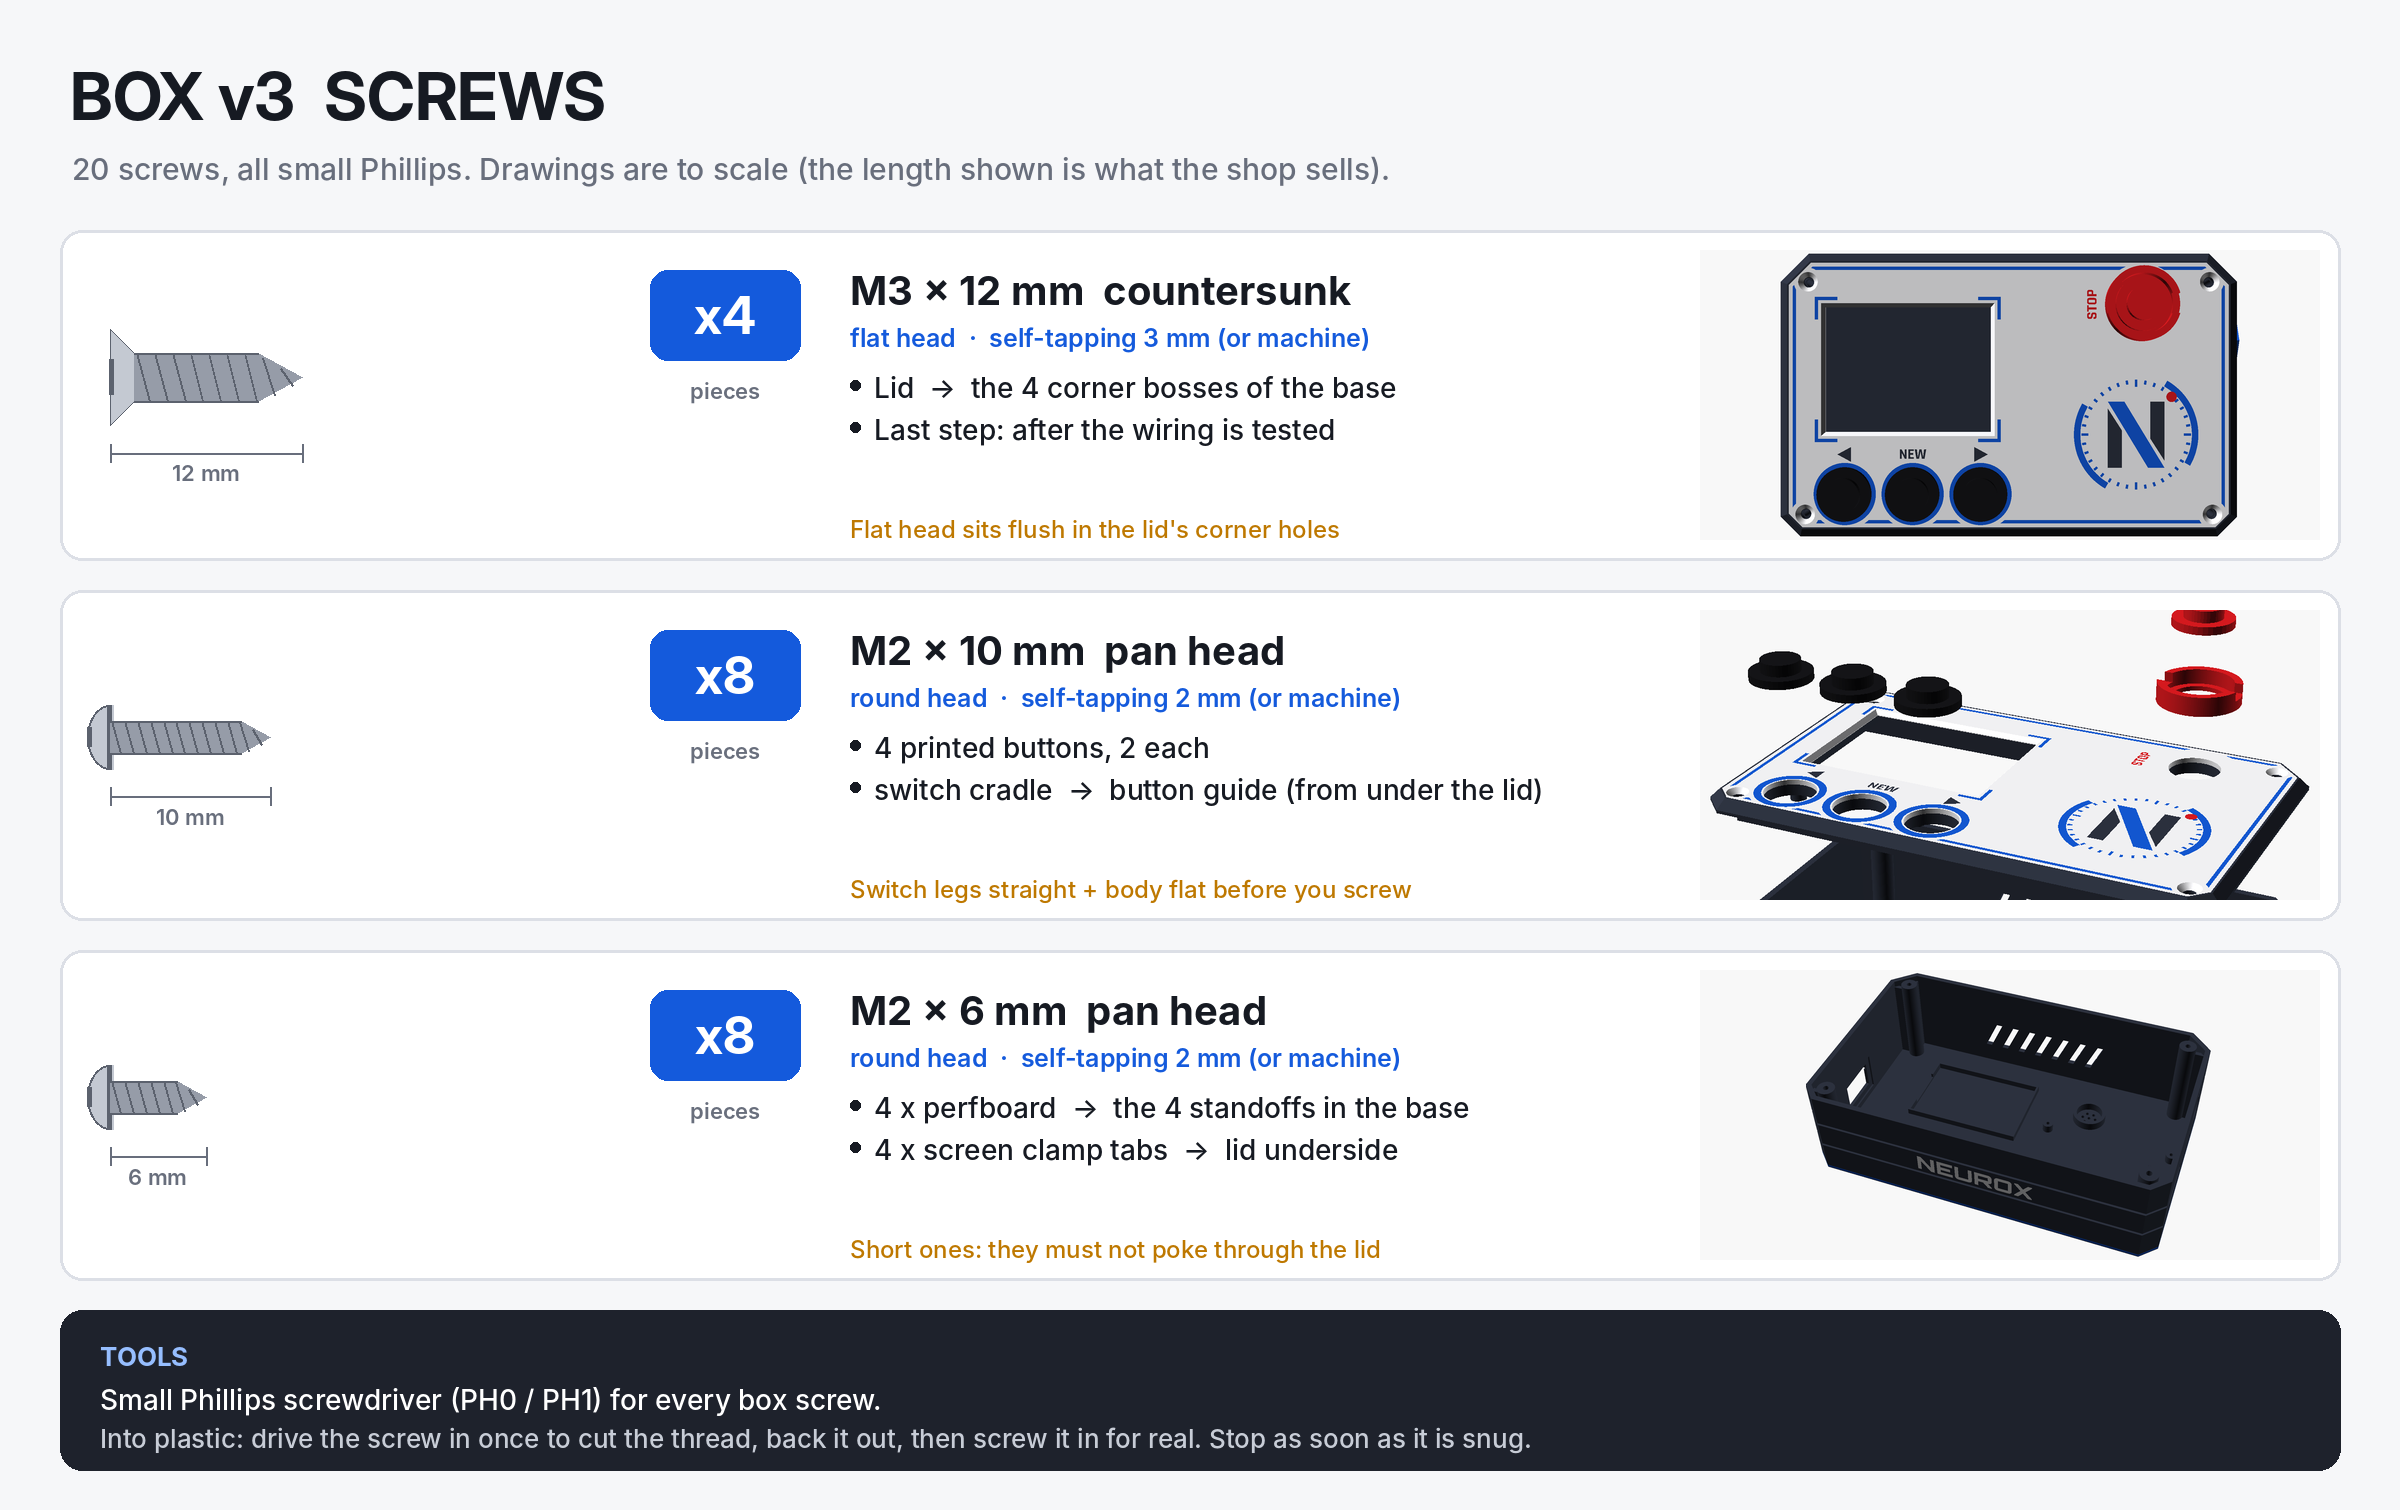 BOX v3 SCREWS
20 screws, all small Phillips. Drawings are to scale (the length shown is what the shop sells).
12 mm
x4
pieces
M3 × 12 mm countersunk
flat head · self-tapping 3 mm (or machine)
• Lid → the 4 corner bosses of the base
• Last step: after the wiring is tested
Flat head sits flush in the lid's corner holes
STOP
◀ NEW ▶
N
10 mm
x8
pieces
M2 × 10 mm pan head
round head · self-tapping 2 mm (or machine)
• 4 printed buttons, 2 each
• switch cradle → button guide (from under the lid)
Switch legs straight + body flat before you screw
STOP
NEW
N
6 mm
x8
pieces
M2 × 6 mm pan head
round head · self-tapping 2 mm (or machine)
• 4 x perfboard → the 4 standoffs in the base
• 4 x screen clamp tabs → lid underside
Short ones: they must not poke through the lid
NEUROX
TOOLS
Small Phillips screwdriver (PH0 / PH1) for every box screw.
Into plastic: drive the screw in once to cut the thread, back it out, then screw it in for real. Stop as soon as it is snug.